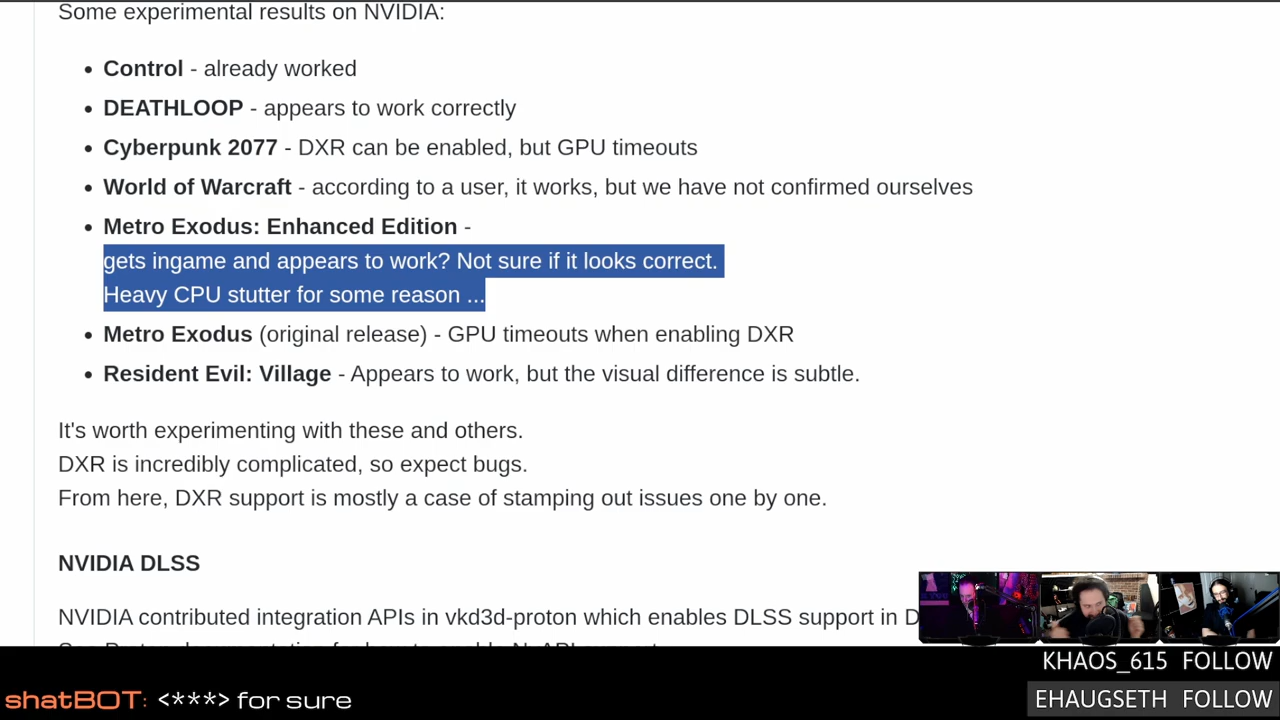 Some experimental results on NVIDIA:
• Control - already worked
• DEATHLOOP - appears to work correctly
• Cyberpunk 2077 - DXR can be enabled, but GPU timeouts
• World of Warcraft - according to a user, it works, but we have not confirmed ourselves
• Metro Exodus: Enhanced Edition -
gets ingame and appears to work? Not sure if it looks correct.
Heavy CPU stutter for some reason ...
• Metro Exodus (original release) - GPU timeouts when enabling DXR
• Resident Evil: Village - Appears to work, but the visual difference is subtle.
It's worth experimenting with these and others.
DXR is incredibly complicated, so expect bugs.
From here, DXR support is mostly a case of stamping out issues one by one.
NVIDIA DLSS
NVIDIA contributed integration APIs in vkd3d-proton which enables DLSS support in D
KHAOS_615 FOLLOW
shatBOT: <***> for sure
EHAUGSETH FOLLOW